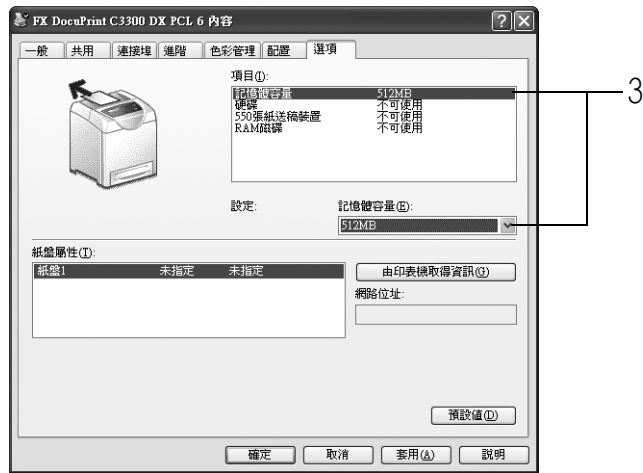 FX DocuPrint C3300 DX PCL 6 內容
一般 共用 連接埠 進階 色彩管理 配置 選項
項目(I):
記憶體容量 512MB
硬碟 不可使用
550張紙送稿裝置 不可使用
RAM磁碟 不可使用
3
設定: 記憶體容量(E):
512MB
紙盤屬性(T):
紙盤1 未指定 未指定
由印表機取得資訊(G)
網路位址:
預設值(D)
確定 取消 套用(A) 說明